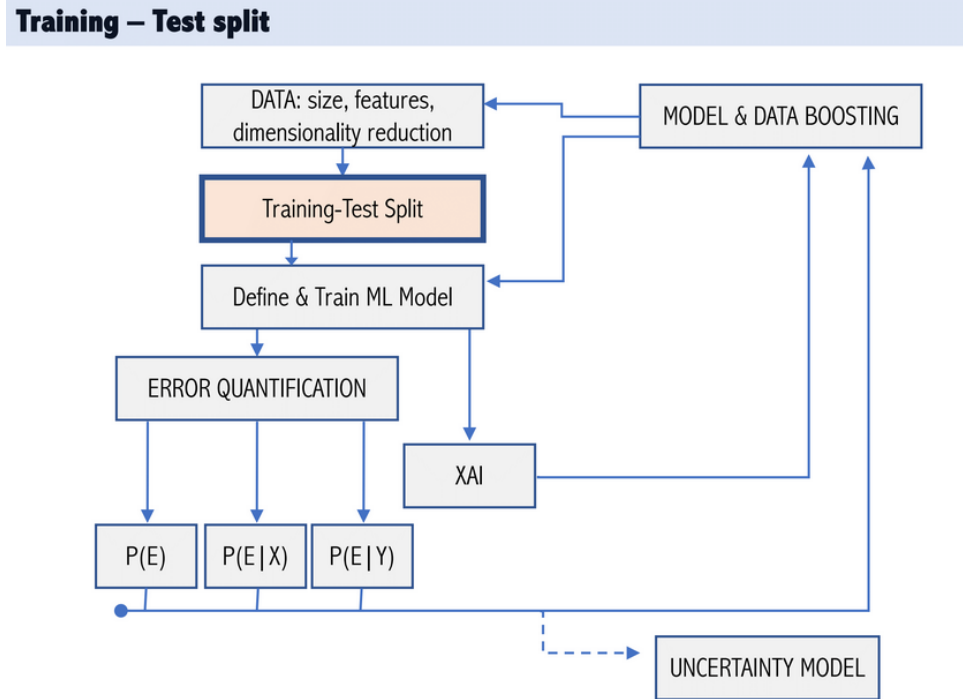 Training – Test split
DATA: size, features,
dimensionality reduction
MODEL & DATA BOOSTING
Training-Test Split
Define & Train ML Model
ERROR QUANTIFICATION
XAI
P(E)
P(E|X)
P(E|Y)
UNCERTAINTY MODEL